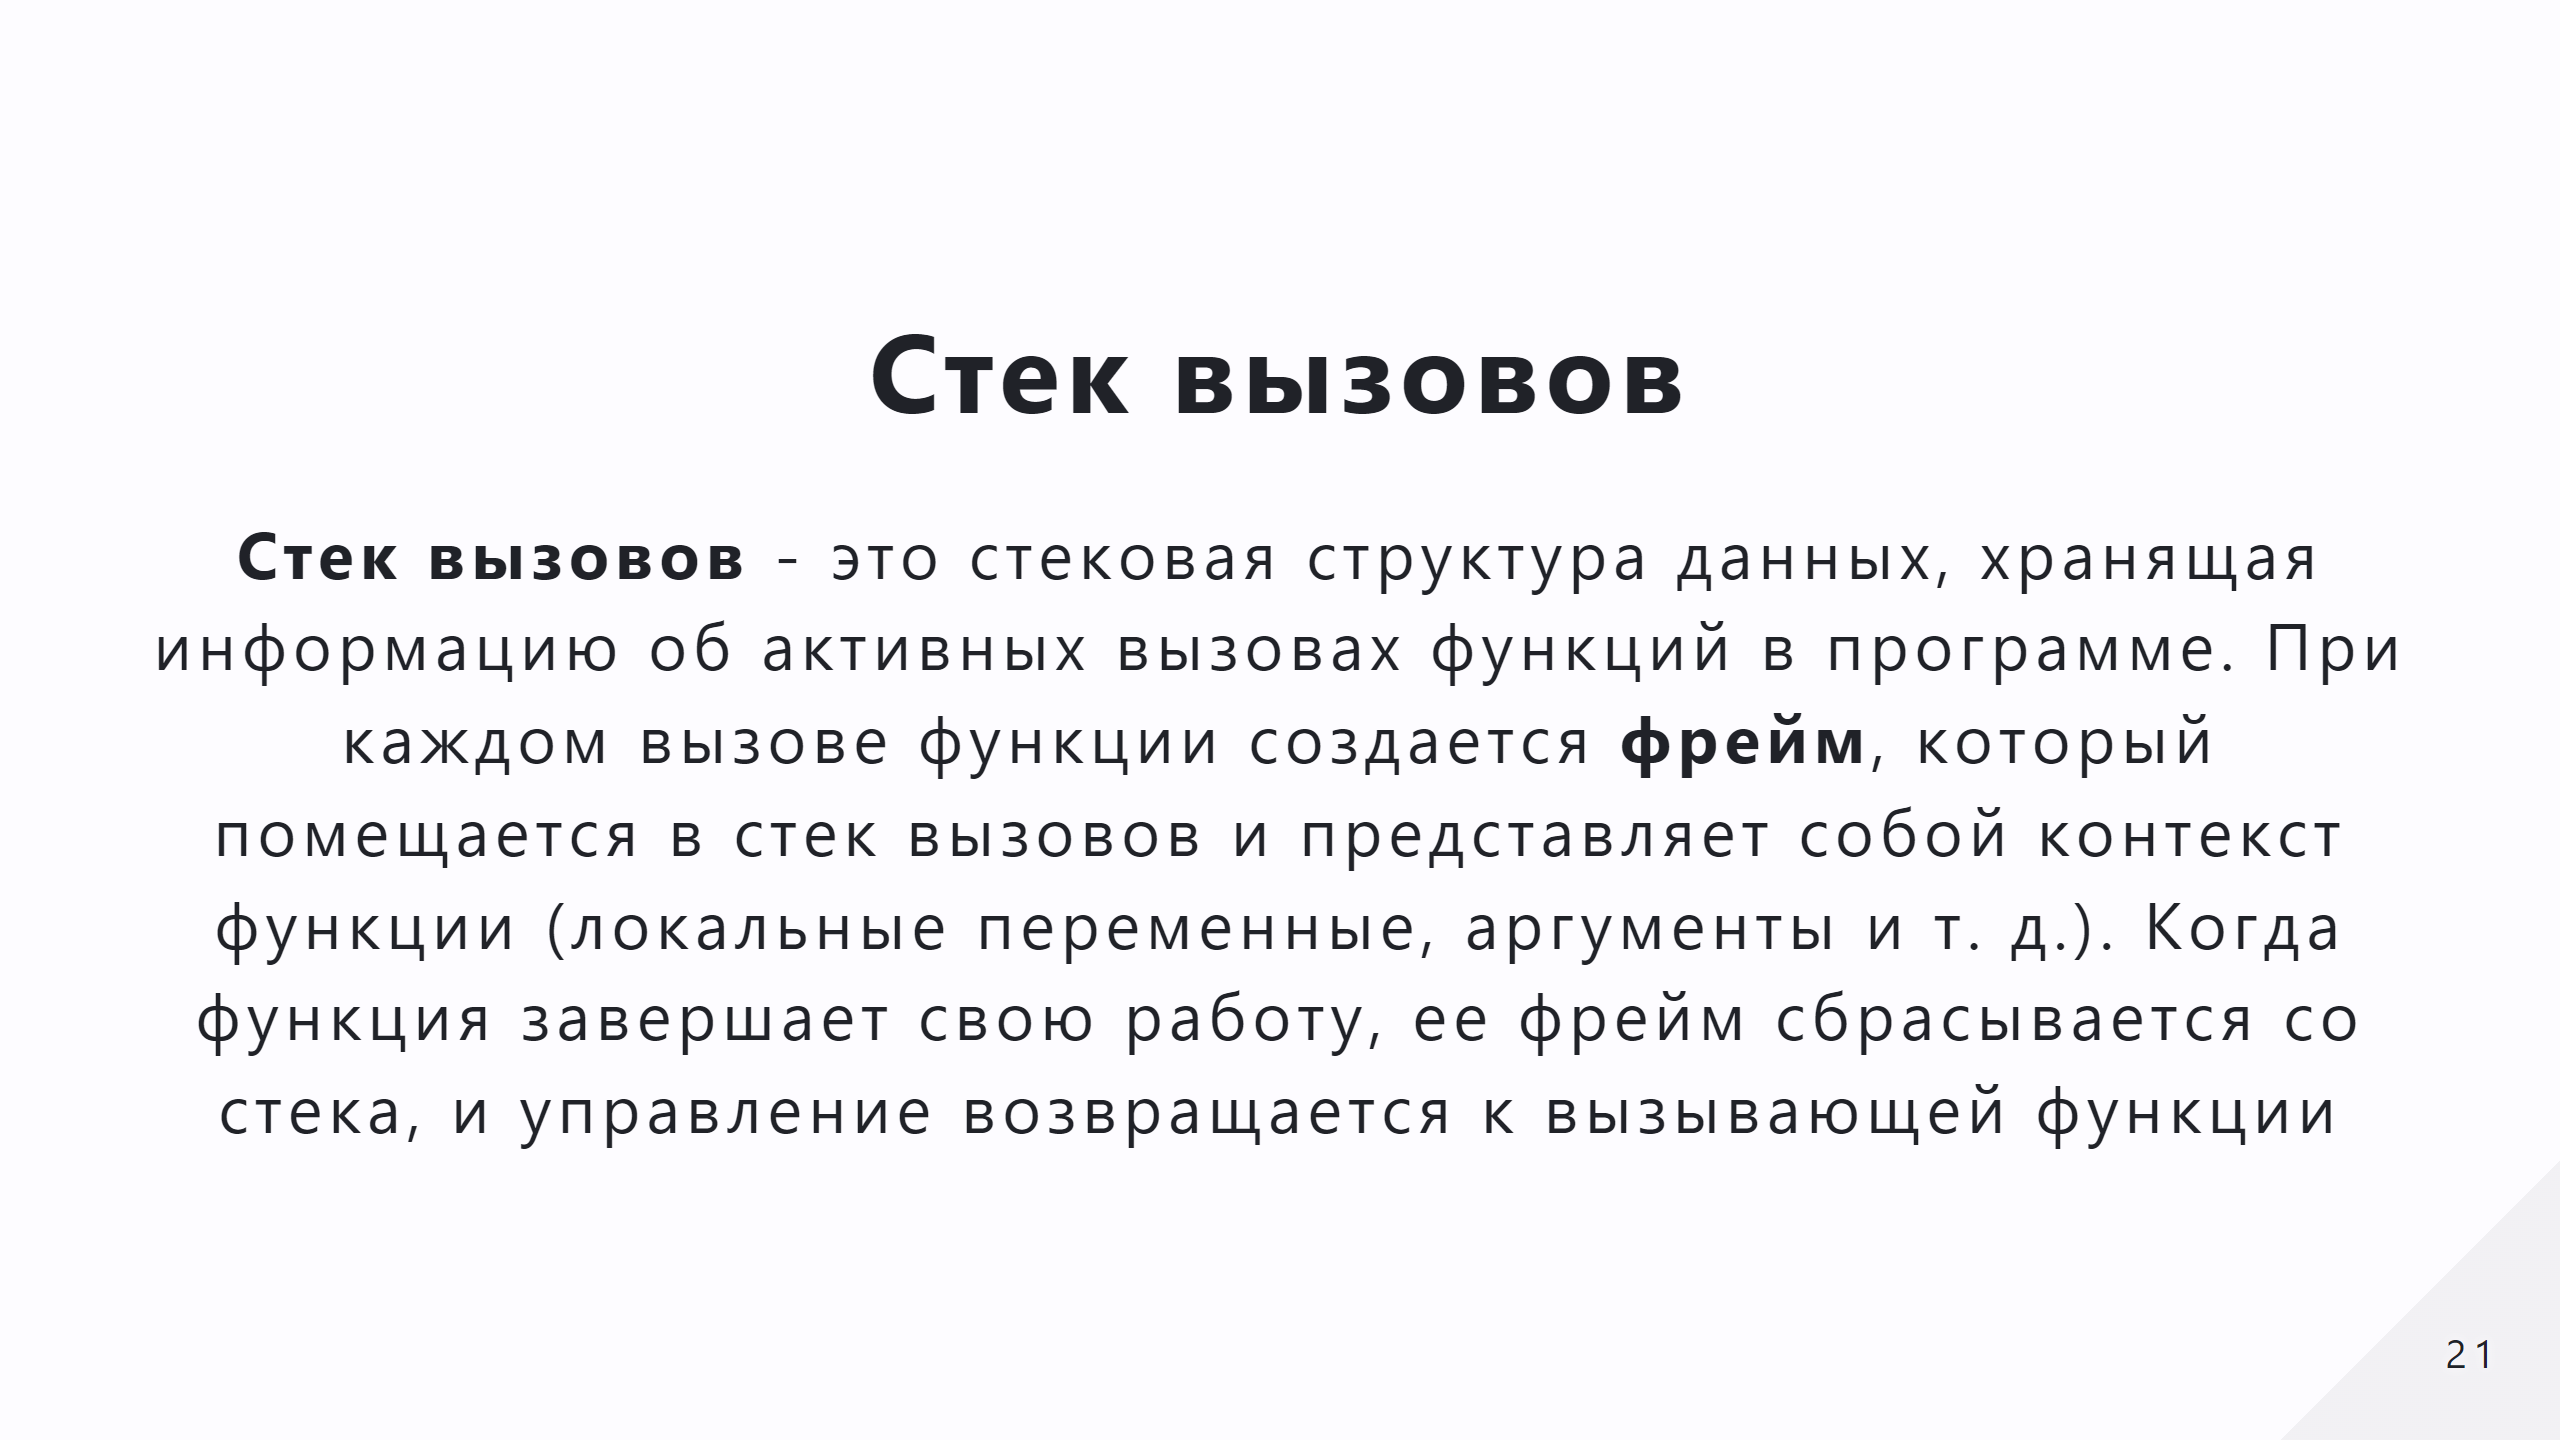 Стек вызовов
Стек вызовов - это стековая структура данных, хранящая
информацию об активных вызовах функций в программе. При
каждом вызове функции создается фрейм, который
помещается в стек вызовов и представляет собой контекст
функции (локальные переменные, аргументы и т. д.). Когда
функция завершает свою работу, ее фрейм сбрасывается со
стека, и управление возвращается к вызывающей функции
21